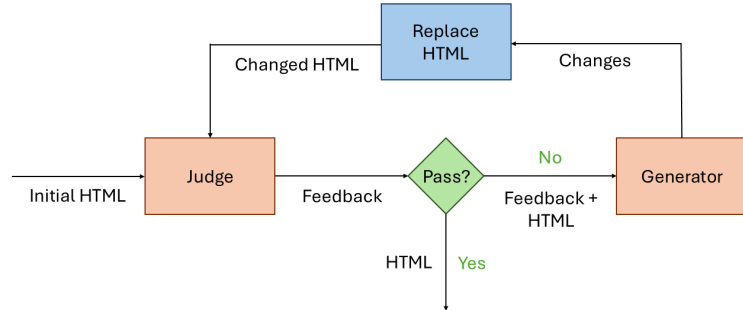 Replace
HTML
Changed HTML
Changes
Judge
Pass?
No
Generator
Initial HTML
Feedback
Feedback +
HTML
HTML
Yes